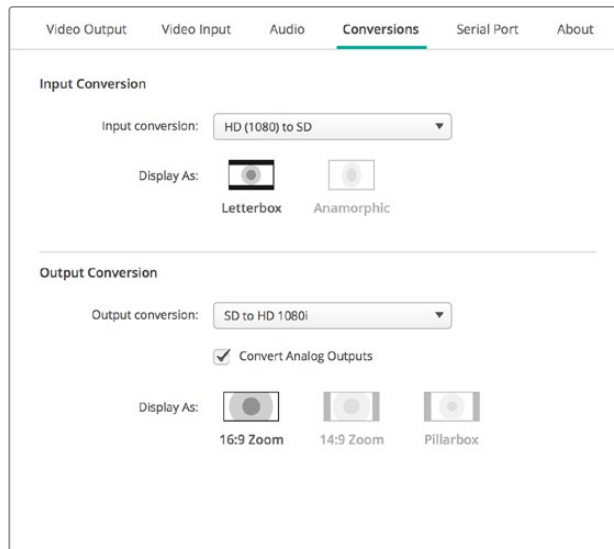 Video Output Video Input Audio Conversions Serial Port About
Input Conversion
Input conversion: HD (1080) to SD
Display As:
Letterbox Anamorphic
Output Conversion
Output conversion: SD to HD 1080i
Convert Analog Outputs
Display As:
16:9 Zoom 14:9 Zoom Pillarbox